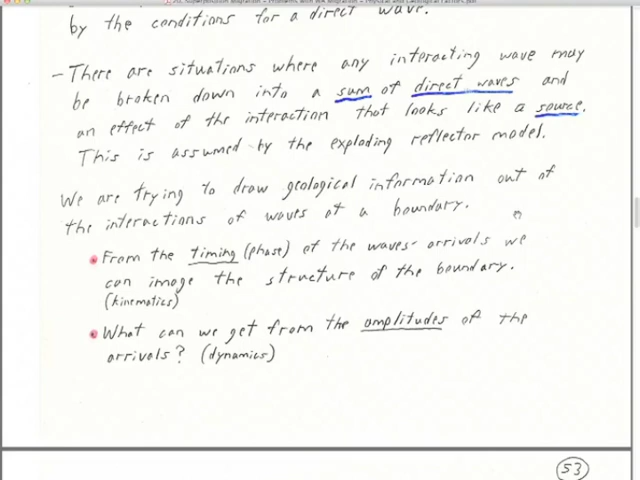 by the conditions for a direct wave.
- There are situations where any interacting wave may
be broken down into a sum of direct waves and
an effect of the interaction that looks like a source.
This is assumed by the exploding reflector model.
We are trying to draw geological information out of
the interactions of waves at a boundary.
From the timing (phase) of the waves' arrivals we
can image the structure of the boundary.
(kinematics)
What can we get from the amplitudes of the
arrivals? (dynamics)
53